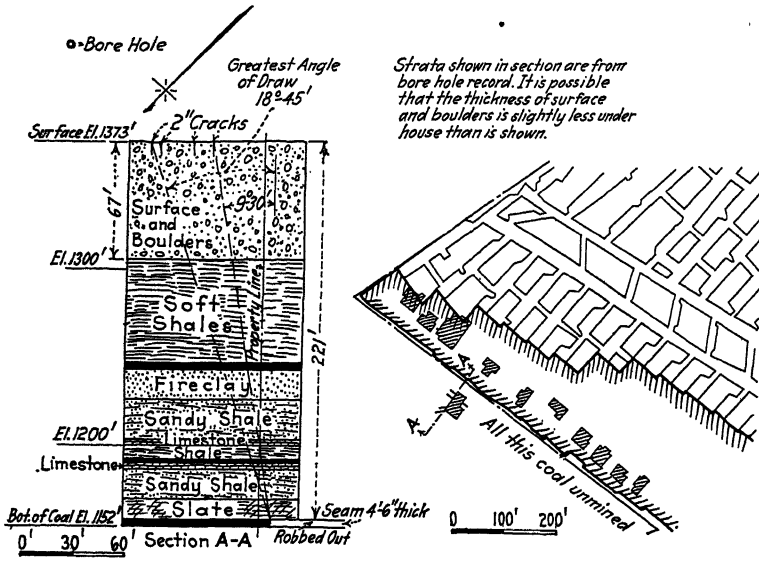 Bore Hole
Greatest Angle
of Draw
18°45'
2" Cracks
Surface El. 1373'
67'
9°30'
Surface
and
Boulders
El. 1300'
Soft
Shales
Property Line
221'
Fireclay
Sandy Shale
Limestone
Shale
El. 1200'
Limestone
Sandy Shale
Slate
Bot. of Coal El. 1152'
Seam 4'-6" thick
Robbed Out
0' 30' 60'
Section A-A
Strata shown in section are from
bore hole record. It is possible
that the thickness of surface
and boulders is slightly less under
house than is shown.
A
A
All this coal unmined
0 100' 200'